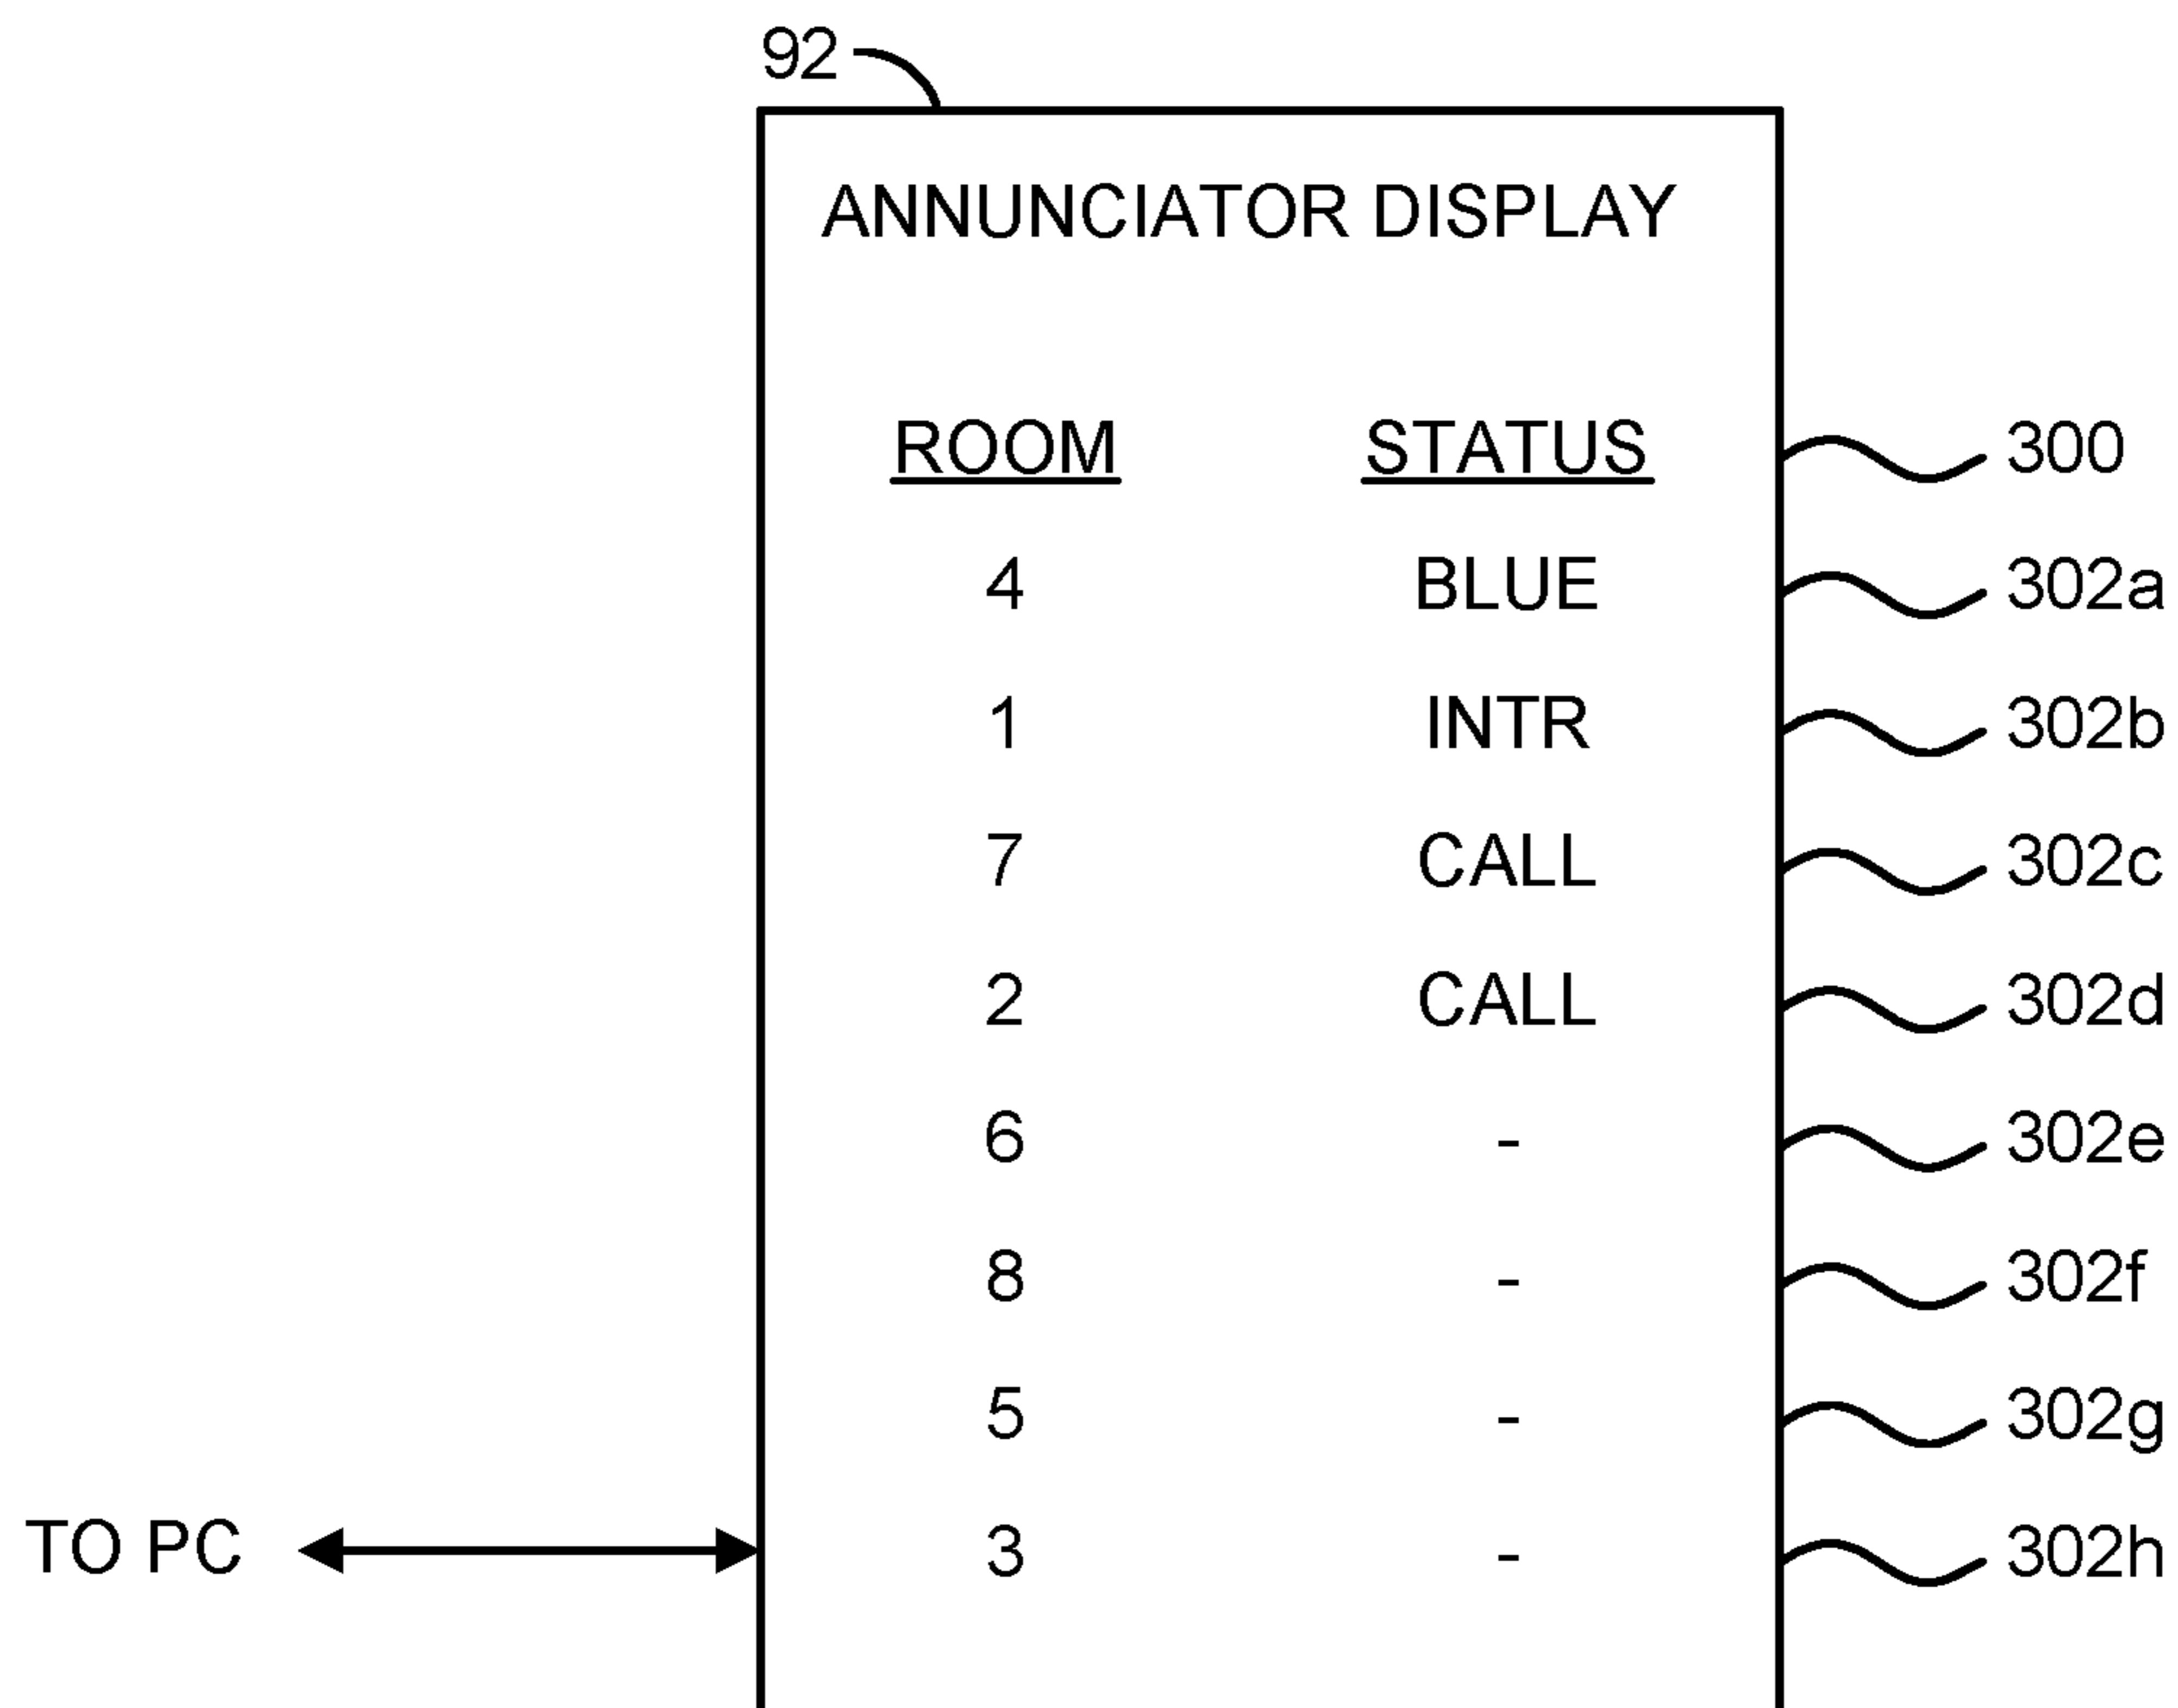 92
ANNUNCIATOR DISPLAY
ROOM STATUS 300
4 BLUE 302a
1 INTR 302b
7 CALL 302c
2 CALL 302d
6 - 302e
8 - 302f
5 - 302g
TO PC 3 - 302h